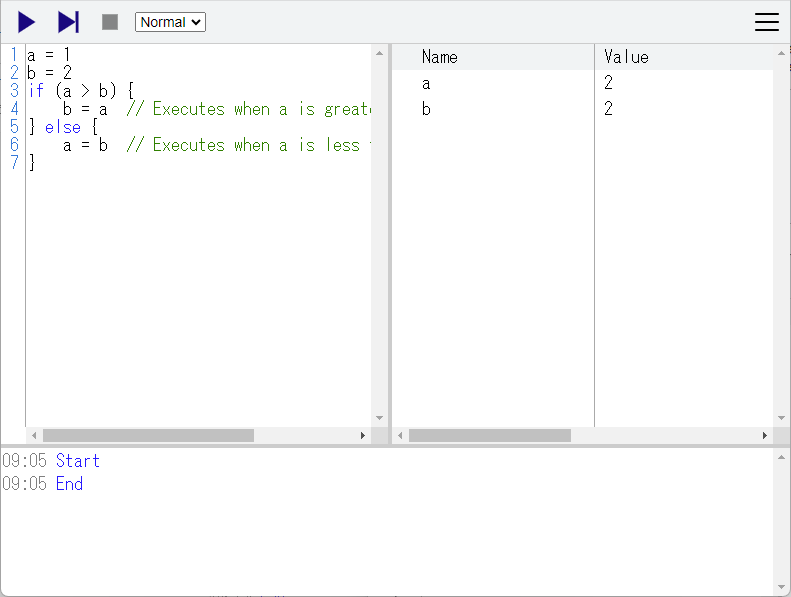 Normal
1 a = 1
2 b = 2
3 if (a > b) {
4     b = a  // Executes when a is greate
5 } else {
6     a = b  // Executes when a is less
7 }
Name Value
a 2
b 2
09:05 Start
09:05 End